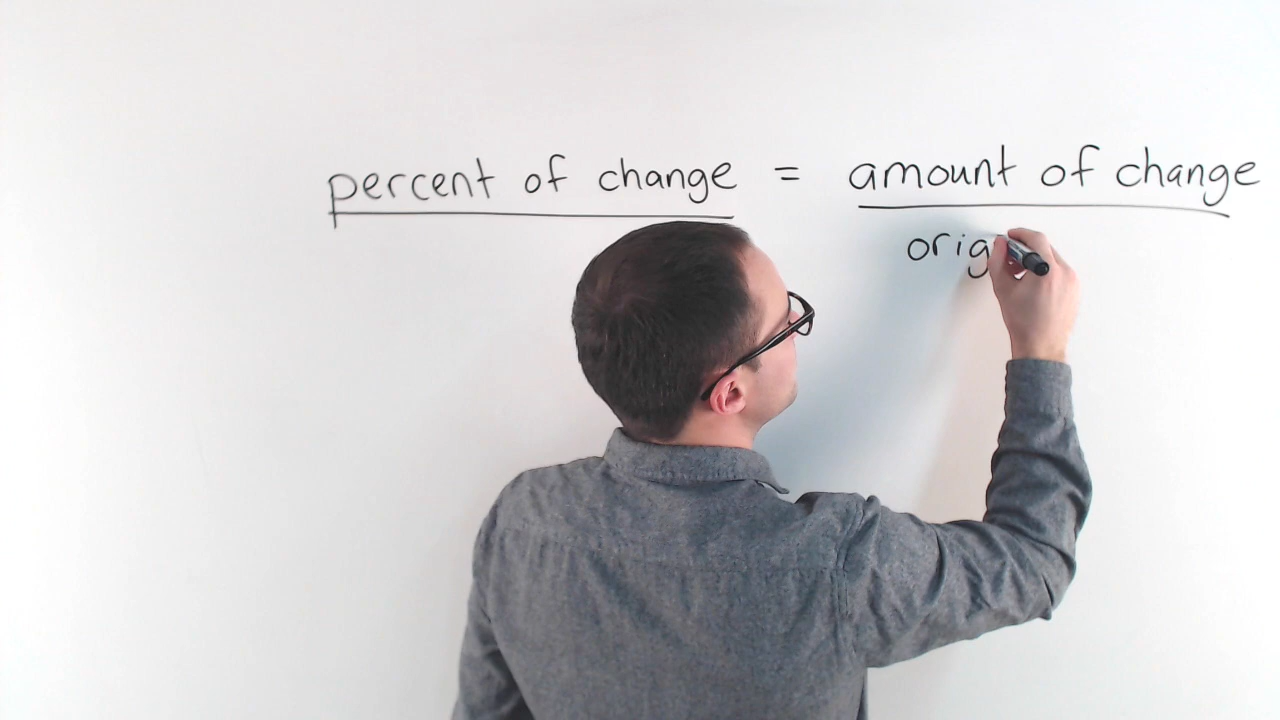 percent of change = amount of change
orig